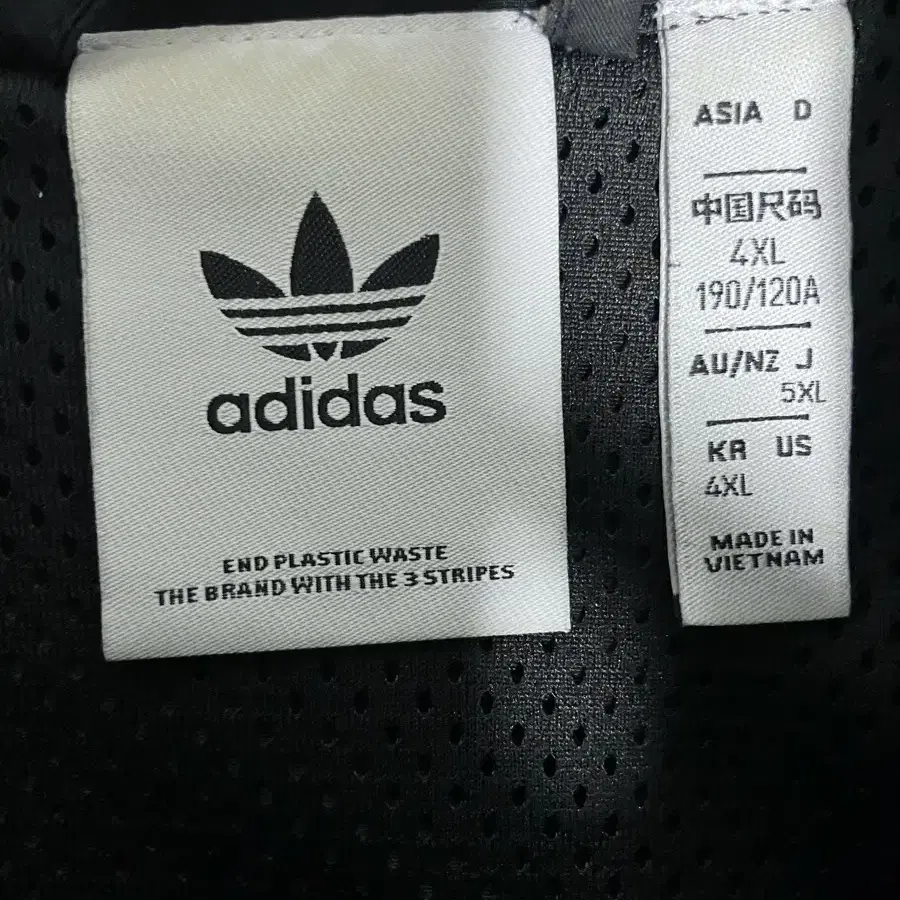 adidas
END PLASTIC WASTE
THE BRAND WITH THE 3 STRIPES
ASIA D
中国尺码
4XL
190/120A
AU/NZ J
5XL
KR US
4XL
MADE IN
VIETNAM